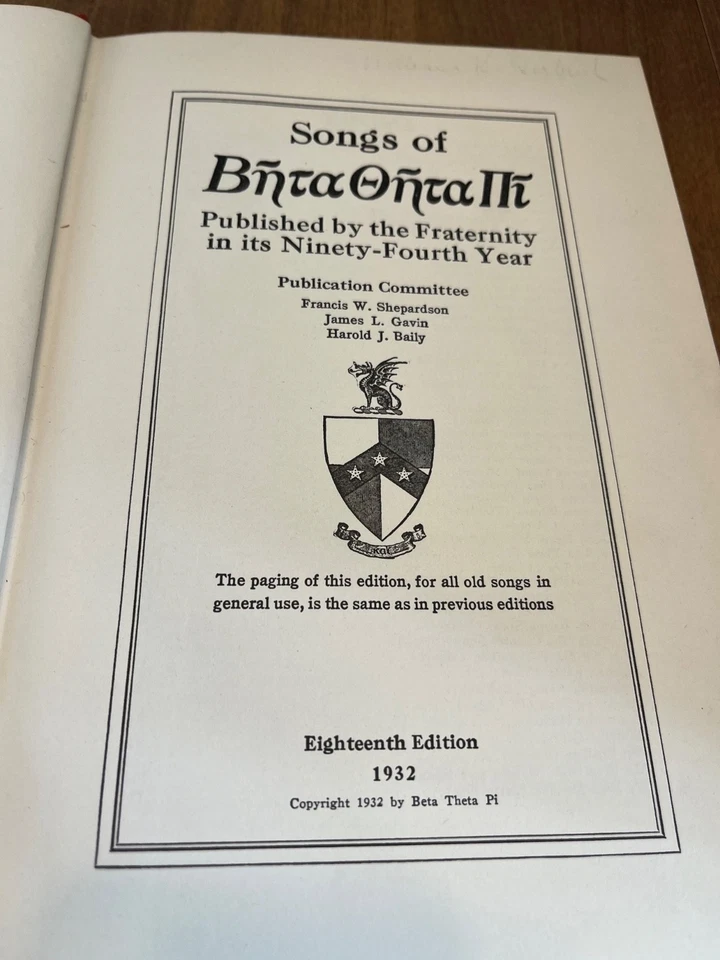 Songs of
Βῆτα Θῆτα Πῖ
Published by the Fraternity
in its Ninety-Fourth Year
Publication Committee
Francis W. Shepardson
James L. Gavin
Harold J. Baily
The paging of this edition, for all old songs in
general use, is the same as in previous editions
Eighteenth Edition
1932
Copyright 1932 by Beta Theta Pi